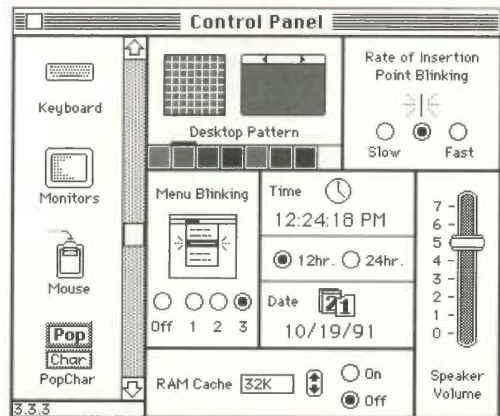 Control Panel
Keyboard
Monitors
Mouse
Pop
Char
PopChar
3.3.3
Desktop Pattern
Rate of Insertion
Point Blinking
Slow Fast
Menu Blinking
Off 1 2 3
Time
12:24:18 PM
12hr. 24hr.
Date
21
10/19/91
7
6
5
4
3
2
1
0
Speaker
Volume
RAM Cache 32K On
Off